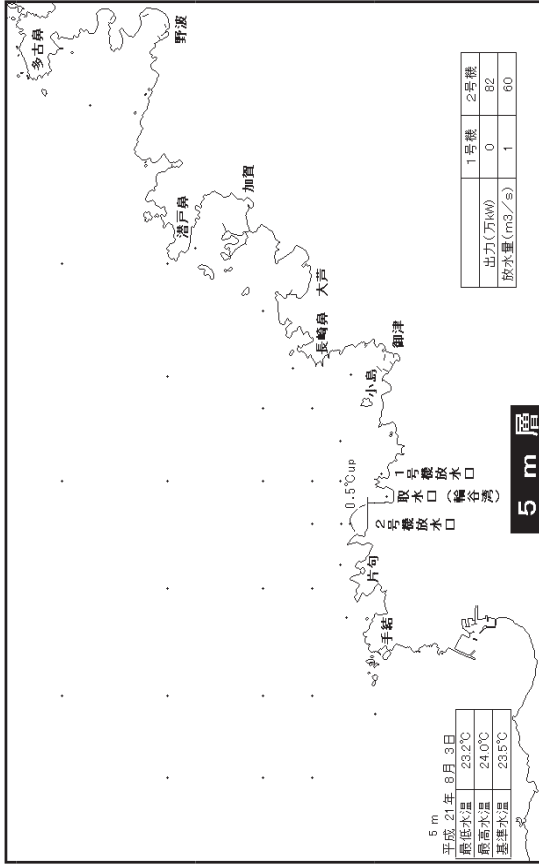 多古鼻
野波
潜戸鼻
加賀
大芦
長崎鼻
御津
小島
0.5℃up
1号機放水口
取水口(輪谷湾)
2号機放水口
片句
手結
1号機 2号機
出力(万kW) 0 82
放水量(m3/s) 1 60
5 m 層
5 m
平成 21年 8月 3日
最低水温 23.2℃
最高水温 24.0℃
基準水温 23.5℃